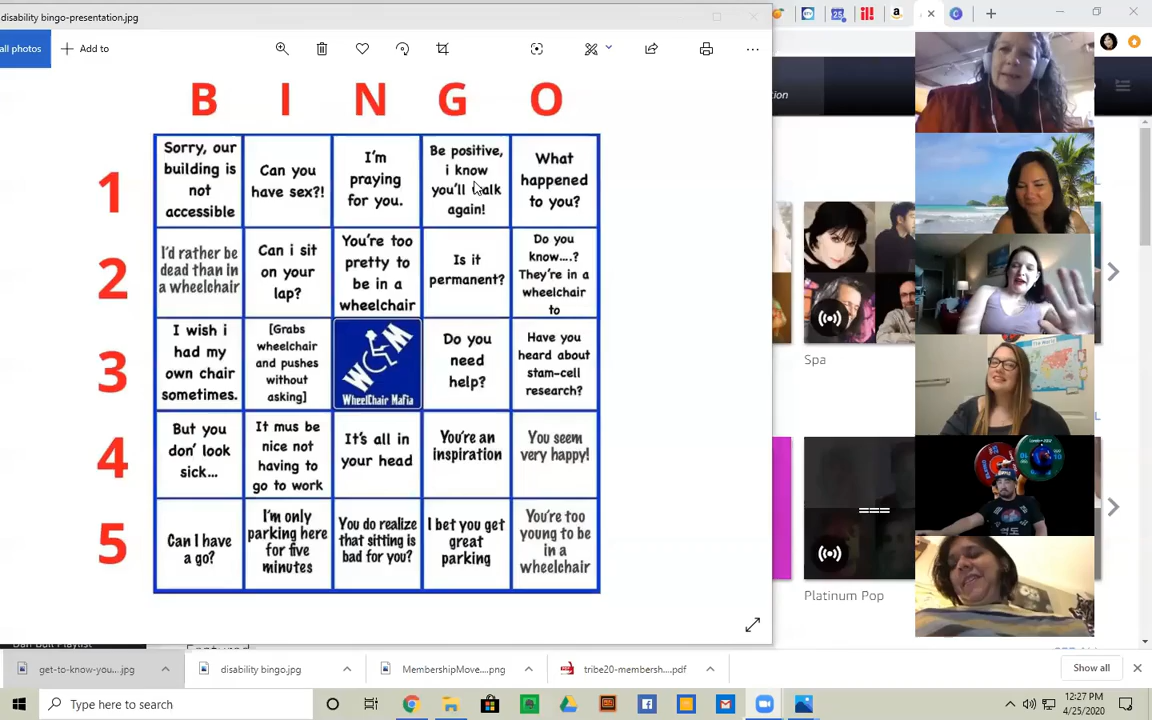 disability bingo-presentation.jpg
all photos
Add to
B I N G O
1
Sorry, our
building is
not
accessible
Can you
have sex?!
I'm
praying
for you.
Be positive,
i know
you'll
again!
What
happened
to you?
2
I'd rather be
dead than in
a wheelchair
Can i sit
on your
lap?
You're too
pretty to
be in a
wheelchair
Is it
permanent?
Do you
know....?
They're in a
wheelchair
to
3
I wish i
had my
own chair
sometimes.
[Grabs
wheelchair
and pushes
without
asking]
WCM
WheelChair Mafia
Do you
need
help?
Have you
heard about
stam-cell
research?
4
But you
don' look
sick...
It mus be
nice not
having to
go to work
It's all in
your head
You're an
inspiration
You seem
very happy!
5
Can I have
a go?
I'm only
parking here
for five
minutes
You do realize
that sitting is
bad for you?
I bet you get
great
parking
You're too
young to be
in a
wheelchair
Spa
Platinum Pop
get-to-know-you....jpg
disability bingo.jpg
MembershipMove....png
tribe20-membersh....pdf
Show all
Type here to search
12:27 PM
4/25/2020